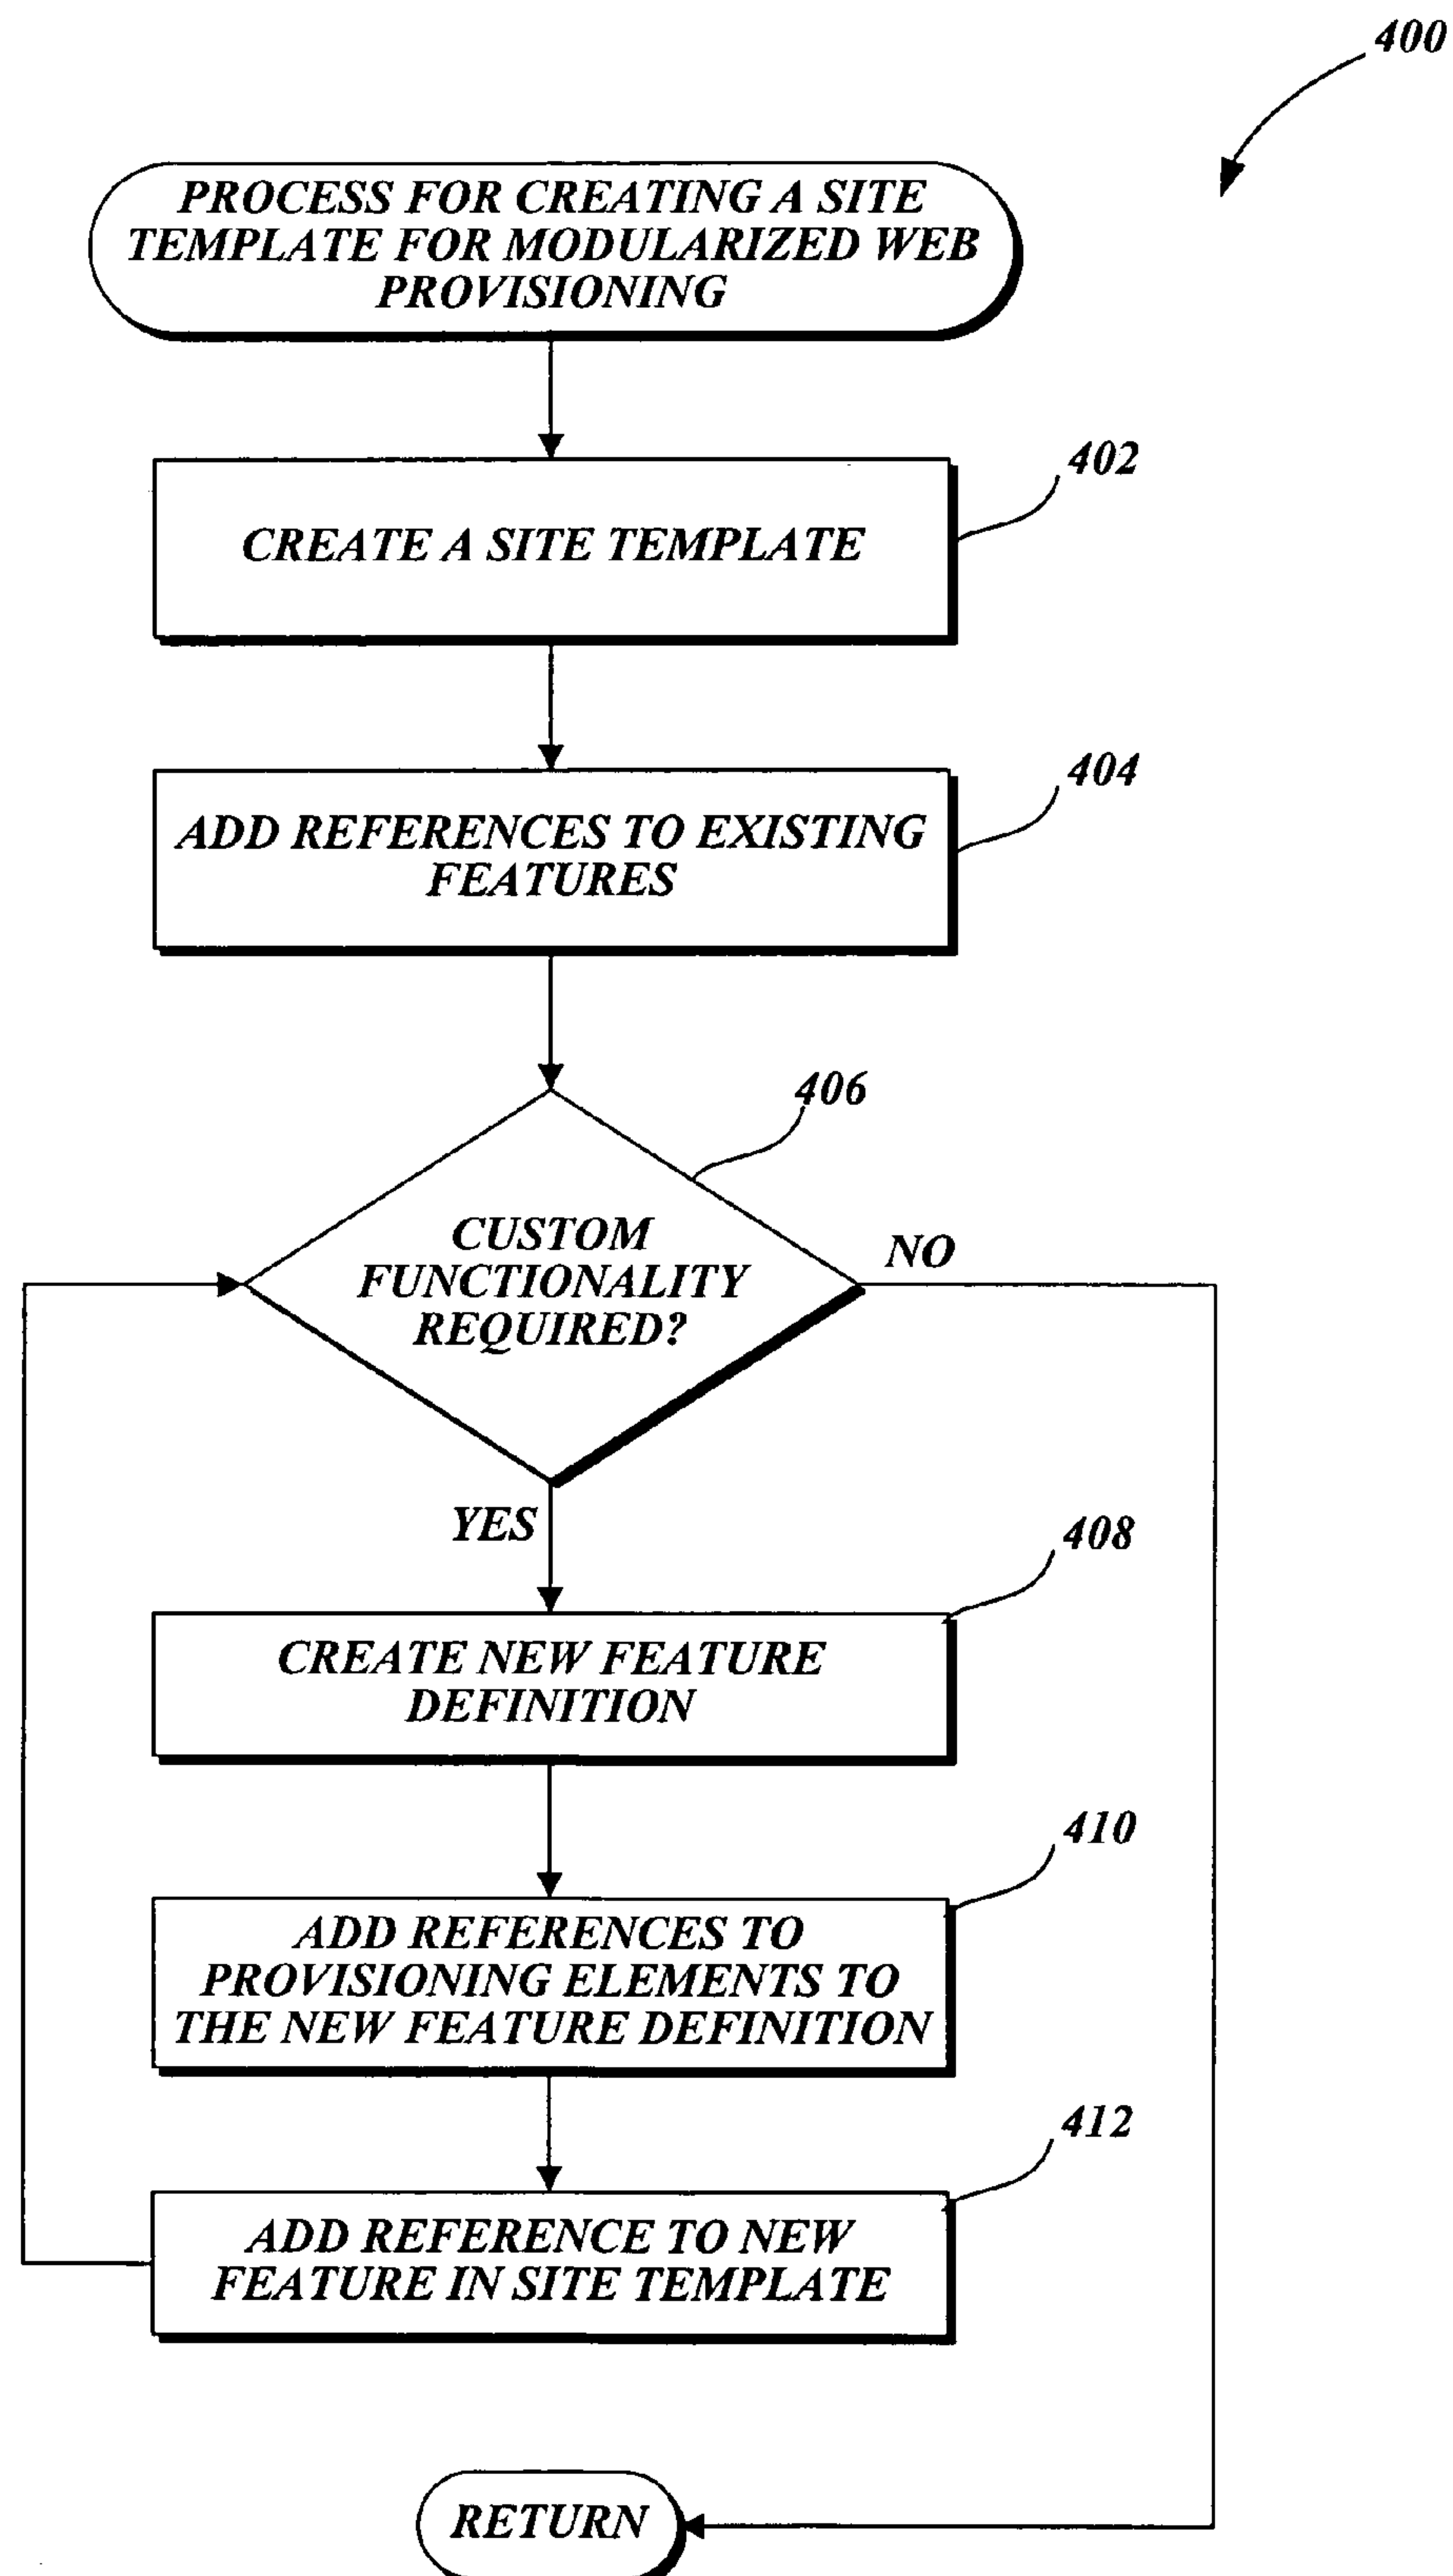 400
PROCESS FOR CREATING A SITE
TEMPLATE FOR MODULARIZED WEB
PROVISIONING
402
CREATE A SITE TEMPLATE
404
ADD REFERENCES TO EXISTING
FEATURES
406
CUSTOM
FUNCTIONALITY
REQUIRED?
NO
YES
408
CREATE NEW FEATURE
DEFINITION
410
ADD REFERENCES TO
PROVISIONING ELEMENTS TO
THE NEW FEATURE DEFINITION
412
ADD REFERENCE TO NEW
FEATURE IN SITE TEMPLATE
RETURN